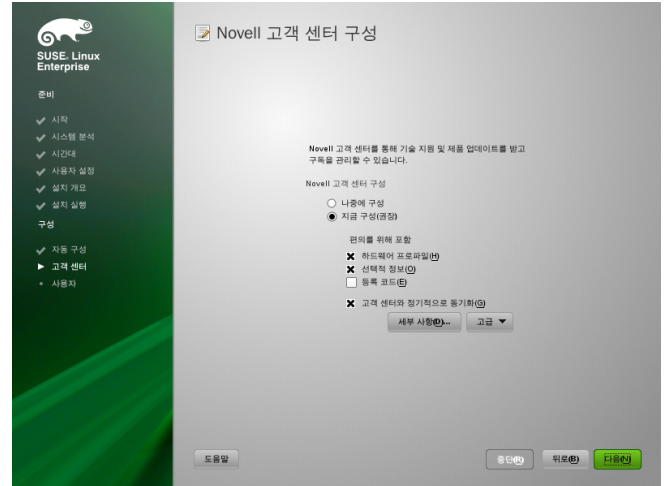 SUSE. Linux
Enterprise
준비
시작
시스템 분석
시간대
사용자 설정
설치 개요
설치 실행
구성
자동 구성
고객 센터
사용자
Novell 고객 센터 구성
Novell 고객 센터를 통해 기술 지원 및 제품 업데이트를 받고
구독을 관리할 수 있습니다.
Novell 고객 센터 구성
나중에 구성
지금 구성(권장)
편의를 위해 포함
하드웨어 프로파일(H)
선택적 정보(O)
등록 코드(E)
고객 센터와 정기적으로 동기화(G)
세부 사항(D)... 고급
도움말 중단(R) 뒤로(B) 다음(N)